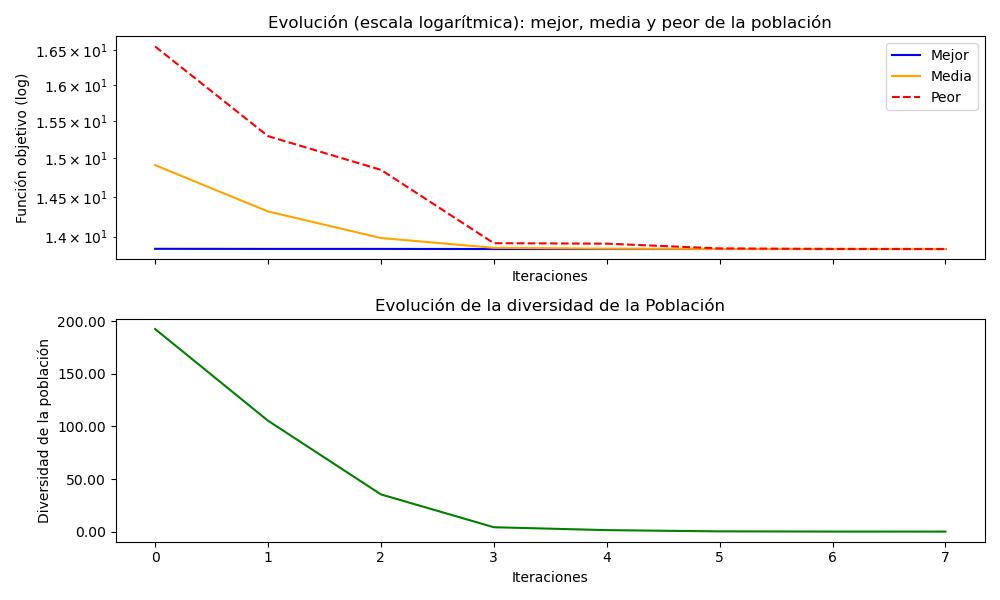 Evolución (escala logarítmica): mejor, media y peor de la población
Función objetivo (log)
1.65 × 10¹
1.6 × 10¹
1.55 × 10¹
1.5 × 10¹
1.45 × 10¹
1.4 × 10¹
Mejor
Media
Peor
Iteraciones
Evolución de la diversidad de la Población
Diversidad de la población
200.00
150.00
100.00
50.00
0.00
0 1 2 3 4 5 6 7
Iteraciones